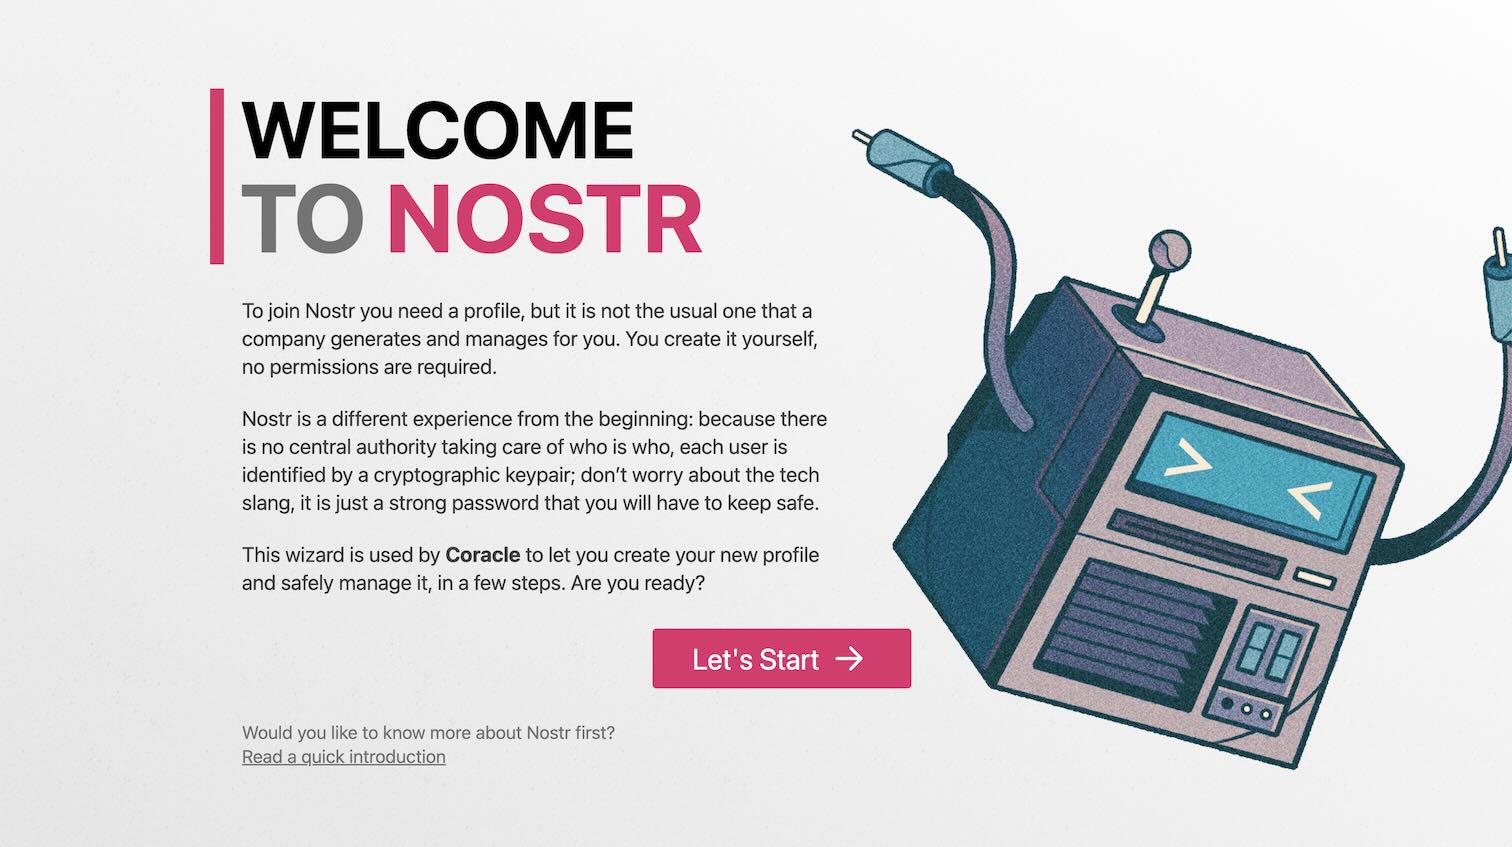 WELCOME
TO NOSTR
To join Nostr you need a profile, but it is not the usual one that a
company generates and manages for you. You create it yourself,
no permissions are required.
Nostr is a different experience from the beginning: because there
is no central authority taking care of who is who, each user is
identified by a cryptographic keypair; don’t worry about the tech
slang, it is just a strong password that you will have to keep safe.
This wizard is used by Coracle to let you create your new profile
and safely manage it, in a few steps. Are you ready?
Let's Start →
Would you like to know more about Nostr first?
Read a quick introduction